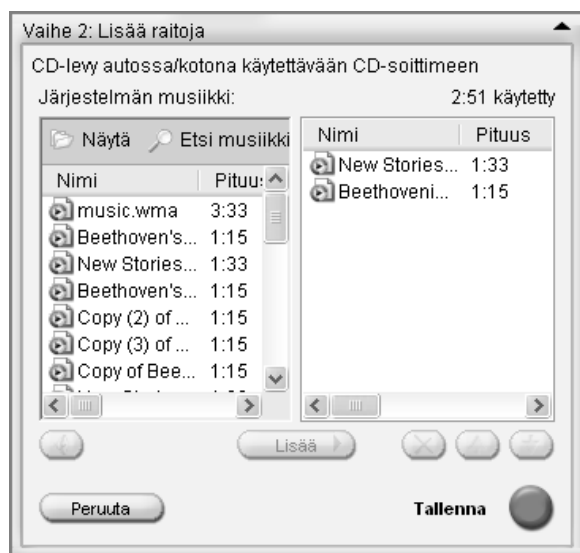 Vaihe 2: Lisää raitoja
CD-levy autossa/kotona käytettävään CD-soittimeen
Järjestelmän musiikki: 2:51 käytetty
Näytä Etsi musiikki
Nimi Pituu
music.wma 3:33
Beethoven's... 1:15
New Stories... 1:33
Beethoven's... 1:15
Copy (2) of ... 1:15
Copy (3) of ... 1:15
Copy of Bee... 1:15
Nimi Pituus
New Stories... 1:33
Beethoveni... 1:15
Lisää
Peruuta
Tallenna